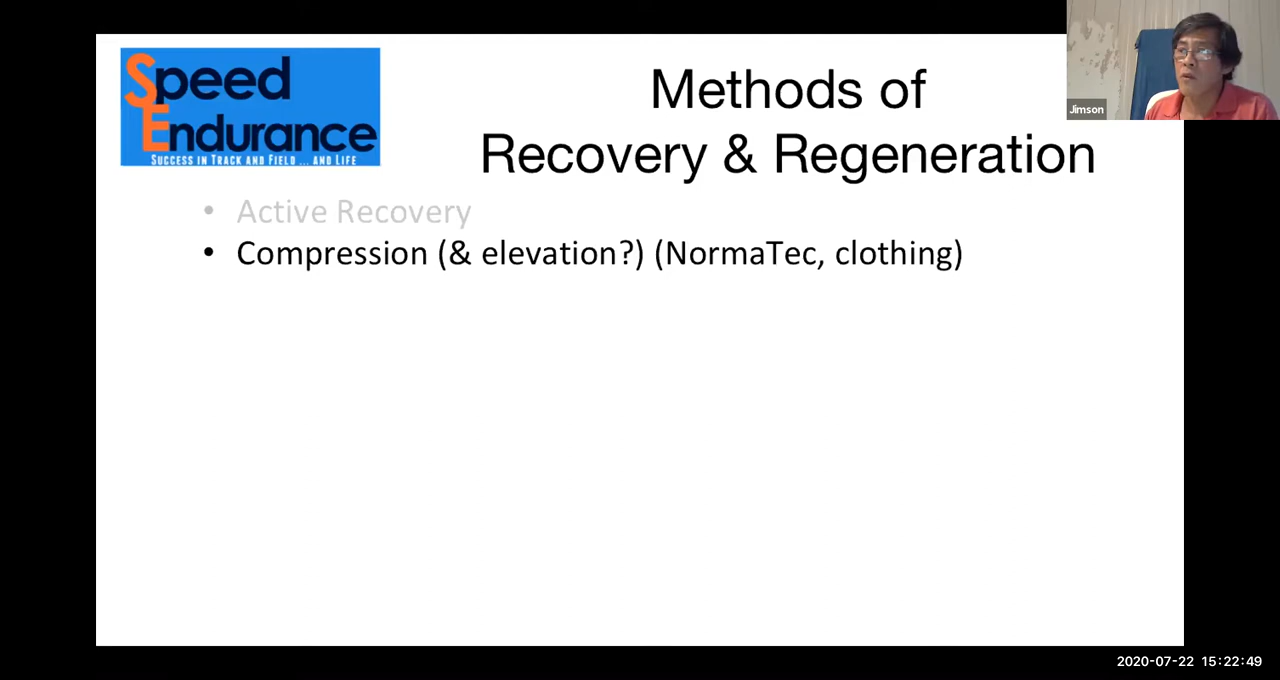 Speed
Endurance
SUCCESS IN TRACK AND FIELD ... AND LIFE
Methods of
Recovery & Regeneration
Jimson
• Active Recovery
• Compression (& elevation?) (NormaTec, clothing)
2020-07-22 15:22:49